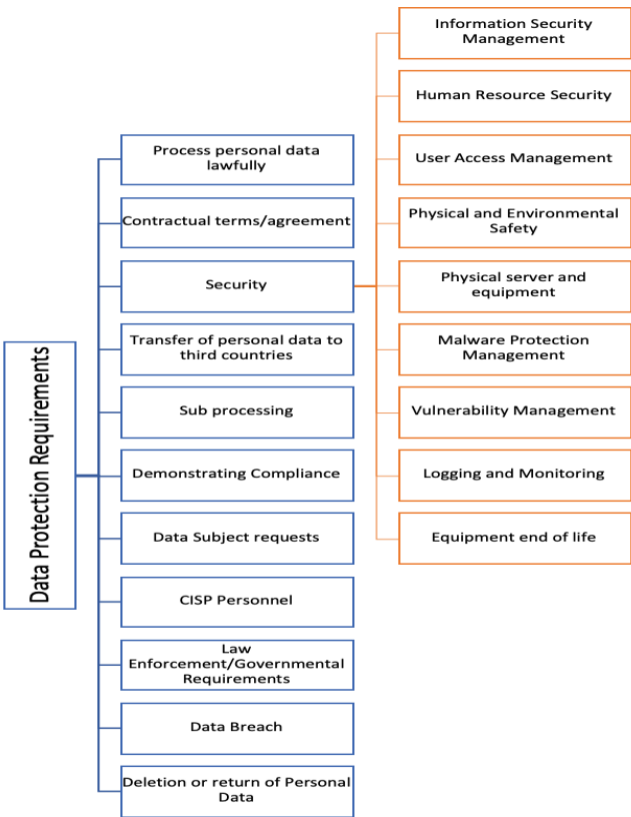 Data Protection Requirements
Process personal data
lawfully
Contractual terms/agreement
Security
Transfer of personal data to
third countries
Sub processing
Demonstrating Compliance
Data Subject requests
CISP Personnel
Law
Enforcement/Governmental
Requirements
Data Breach
Deletion or return of Personal
Data
Information Security
Management
Human Resource Security
User Access Management
Physical and Environmental
Safety
Physical server and
equipment
Malware Protection
Management
Vulnerability Management
Logging and Monitoring
Equipment end of life